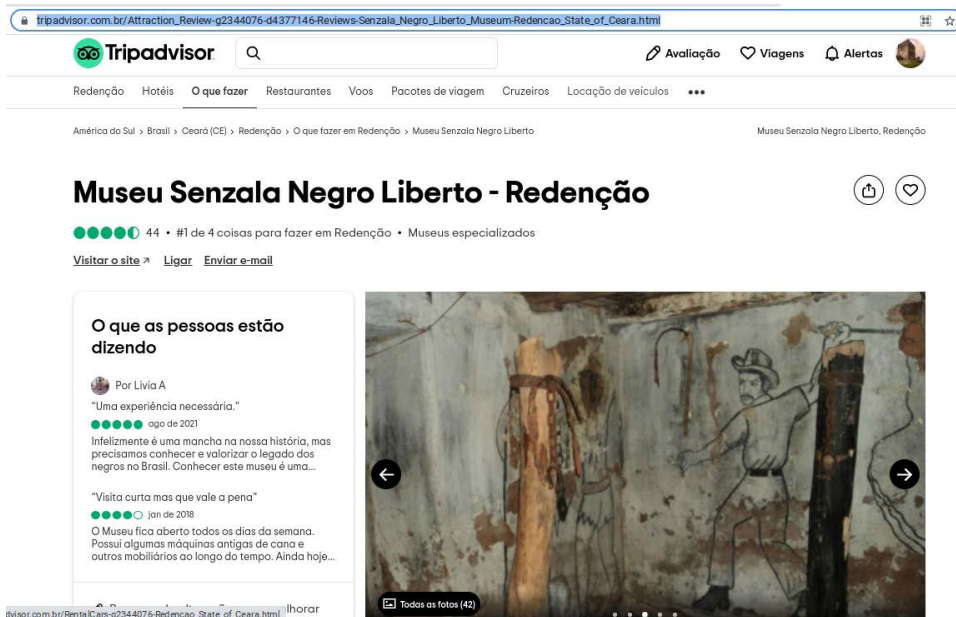 tripadvisor.com.br/Attraction_Review-g2344076-d4377146-Reviews-Senzala_Negro_Liberto_Museum-Redencao_State_of_Ceara.html
Tripadvisor
Avaliação
Viagens
Alertas
Redenção Hotéis O que fazer Restaurantes Voos Pacotes de viagem Cruzeiros Locação de veículos
América do Sul > Brasil > Ceará (CE) > Redenção > O que fazer em Redenção > Museu Senzala Negro Liberto
Museu Senzala Negro Liberto, Redenção
Museu Senzala Negro Liberto - Redenção
44 • #1 de 4 coisas para fazer em Redenção • Museus especializados
Visitar o site Ligar Enviar e-mail
O que as pessoas estão
dizendo
Por Livia A
“Uma experiência necessária.”
ago de 2021
Infelizmente é uma mancha na nossa história, mas
precisamos conhecer e valorizar o legado dos
negros no Brasil. Conhecer este museu é uma...
“Visita curta mas que vale a pena”
jan de 2018
O Museu fica aberto todos os dias da semana.
Possui algumas máquinas antigas de cana e
outros mobiliários ao longo do tempo. Ainda hoje...
Todas as fotos (42)
dvisor.com.br/RentalCars-g2344076-Redencao_State_of_Ceara.html